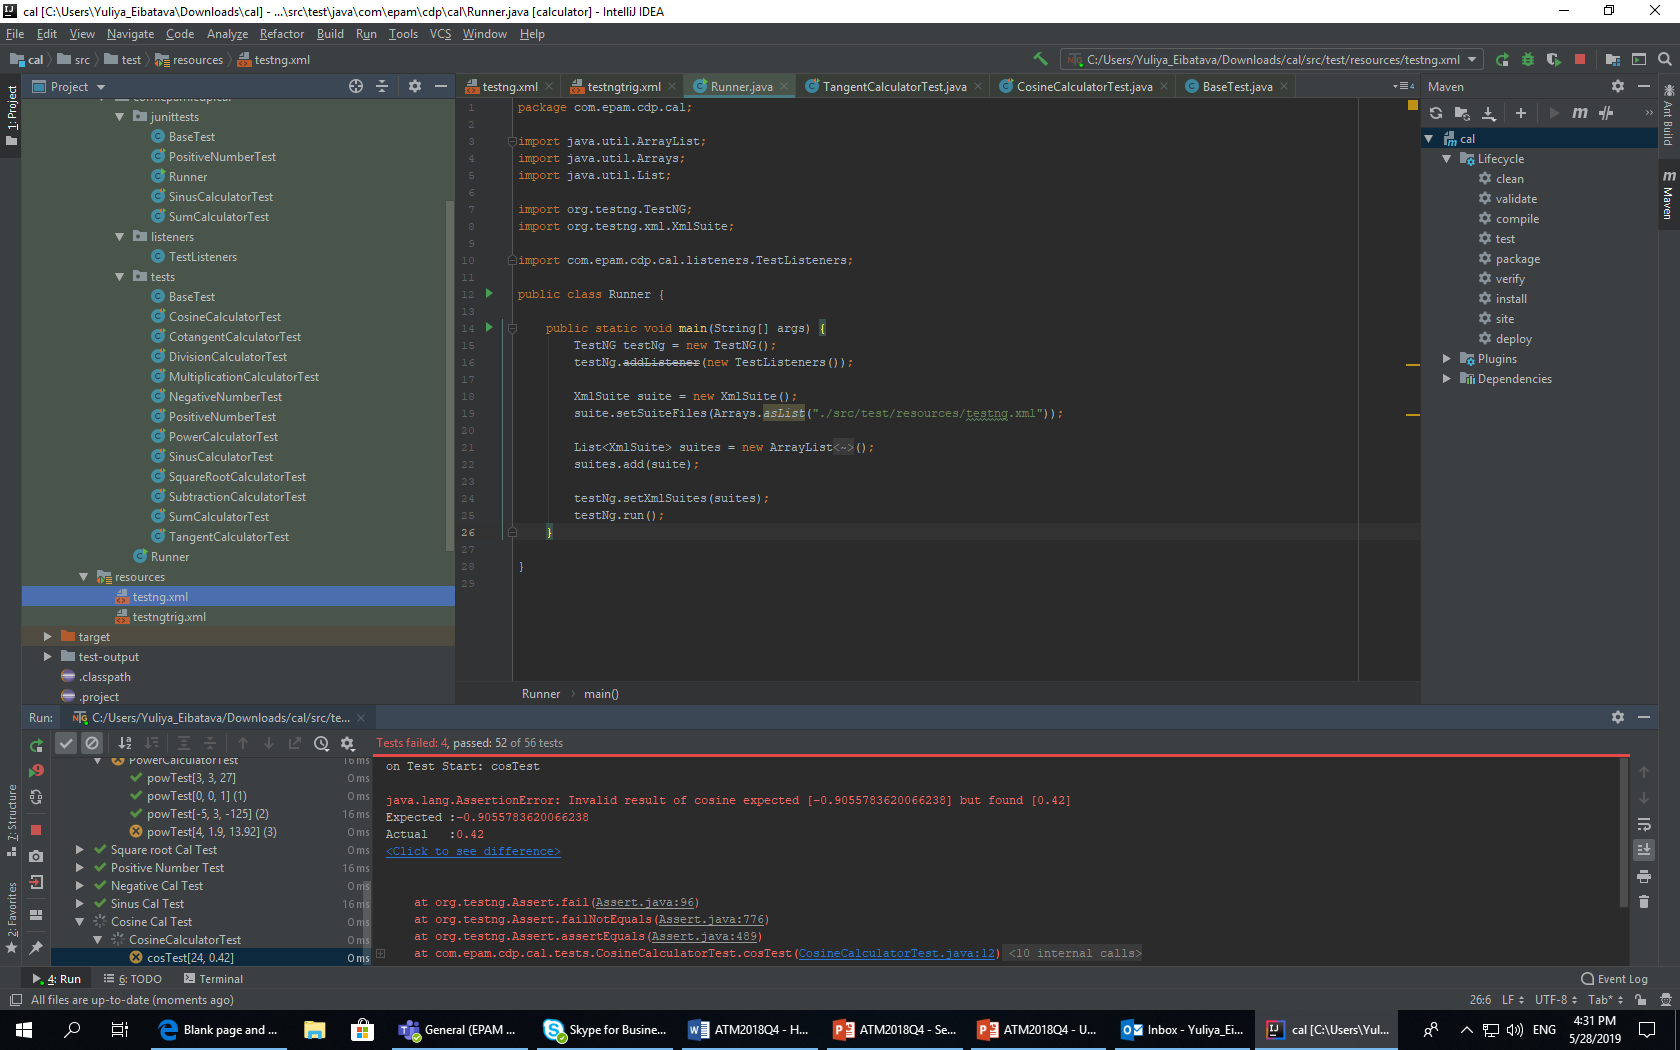 cal [C:\Users\Yuliya_Eibatava\Downloads\cal] - ...\src\test\java\com\epam\cdp\cal\Runner.java [calculator] - IntelliJ IDEA
File Edit View Navigate Code Analyze Refactor Build Run Tools VCS Window Help
cal src test resources testng.xml
C:/Users/Yuliya_Eibatava/Downloads/cal/src/test/resources/testng.xml
1: Project
7: Structure
2: Favorites
Project
junittests
BaseTest
PositiveNumberTest
Runner
SinusCalculatorTest
SumCalculatorTest
listeners
TestListeners
tests
BaseTest
CosineCalculatorTest
CotangentCalculatorTest
DivisionCalculatorTest
MultiplicationCalculatorTest
NegativeNumberTest
PositiveNumberTest
PowerCalculatorTest
SinusCalculatorTest
SquareRootCalculatorTest
SubtractionCalculatorTest
SumCalculatorTest
TangentCalculatorTest
Runner
resources
testng.xml
testngtrig.xml
target
test-output
.classpath
.project
testng.xml testngtrig.xml Runner.java TangentCalculatorTest.java CosineCalculatorTest.java BaseTest.java
1 package com.epam.cdp.cal;
2
3 import java.util.ArrayList;
4 import java.util.Arrays;
5 import java.util.List;
6
7 import org.testng.TestNG;
8 import org.testng.xml.XmlSuite;
9
10 import com.epam.cdp.cal.listeners.TestListeners;
11
12 public class Runner {
13
14 public static void main(String[] args) {
15 TestNG testNg = new TestNG();
16 testNg.addListener(new TestListeners());
17
18 XmlSuite suite = new XmlSuite();
19 suite.setSuiteFiles(Arrays.asList("./src/test/resources/testng.xml"));
20
21 List<XmlSuite> suites = new ArrayList<~>();
22 suites.add(suite);
23
24 testNg.setXmlSuites(suites);
25 testNg.run();
26 }
27
28 }
29
Runner main()
Maven
cal
Lifecycle
clean
validate
compile
test
package
verify
install
site
deploy
Plugins
Dependencies
Ant Build
Maven
Run: C:/Users/Yuliya_Eibatava/Downloads/cal/src/te...
Tests failed: 4, passed: 52 of 56 tests
PowerCalculatorTest 16 ms
powTest[3, 3, 27] 0 ms
powTest[0, 0, 1] (1) 0 ms
powTest[-5, 3, -125] (2) 16 ms
powTest[4, 1.9, 13.92] (3) 0 ms
Square root Cal Test 0 ms
Positive Number Test 16 ms
Negative Cal Test 0 ms
Sinus Cal Test 16 ms
Cosine Cal Test 0 ms
CosineCalculatorTest 0 ms
cosTest[24, 0.42] 0 ms
on Test Start: cosTest
java.lang.AssertionError: Invalid result of cosine expected [-0.9055783620066238] but found [0.42]
Expected :-0.9055783620066238
Actual :0.42
<Click to see difference>
at org.testng.Assert.fail(Assert.java:96)
at org.testng.Assert.failNotEquals(Assert.java:776)
at org.testng.Assert.assertEquals(Assert.java:489)
at com.epam.cdp.cal.tests.CosineCalculatorTest.cosTest(CosineCalculatorTest.java:12) <10 internal calls>
4: Run 6: TODO Terminal Event Log
All files are up-to-date (moments ago) 26:6 LF UTF-8 Tab*
Blank page and ... General (EPAM ... Skype for Busine... ATM2018Q4 - H... ATM2018Q4 - Se... ATM2018Q4 - U... Inbox - Yuliya_Ei... cal [C:\Users\Yul... ENG 4:31 PM
5/28/2019